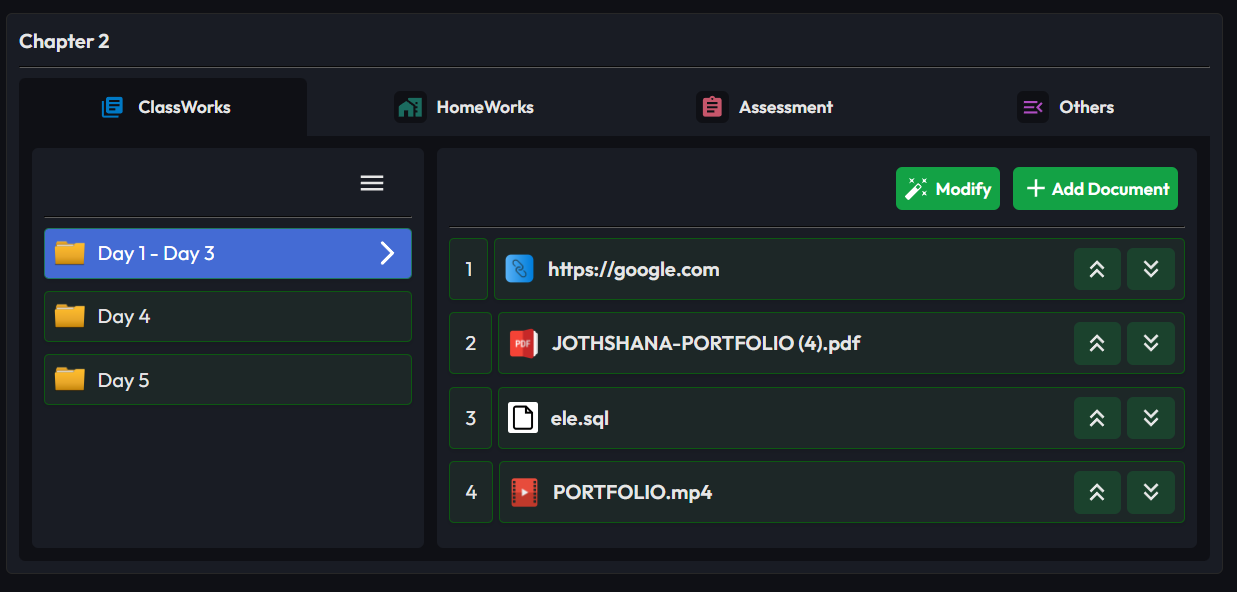 Chapter 2
ClassWorks
HomeWorks
Assessment
Others
Modify
Add Document
Day 1 - Day 3
Day 4
Day 5
1
https://google.com
2
PDF
JOTHSHANA-PORTFOLIO (4).pdf
3
ele.sql
4
PORTFOLIO.mp4